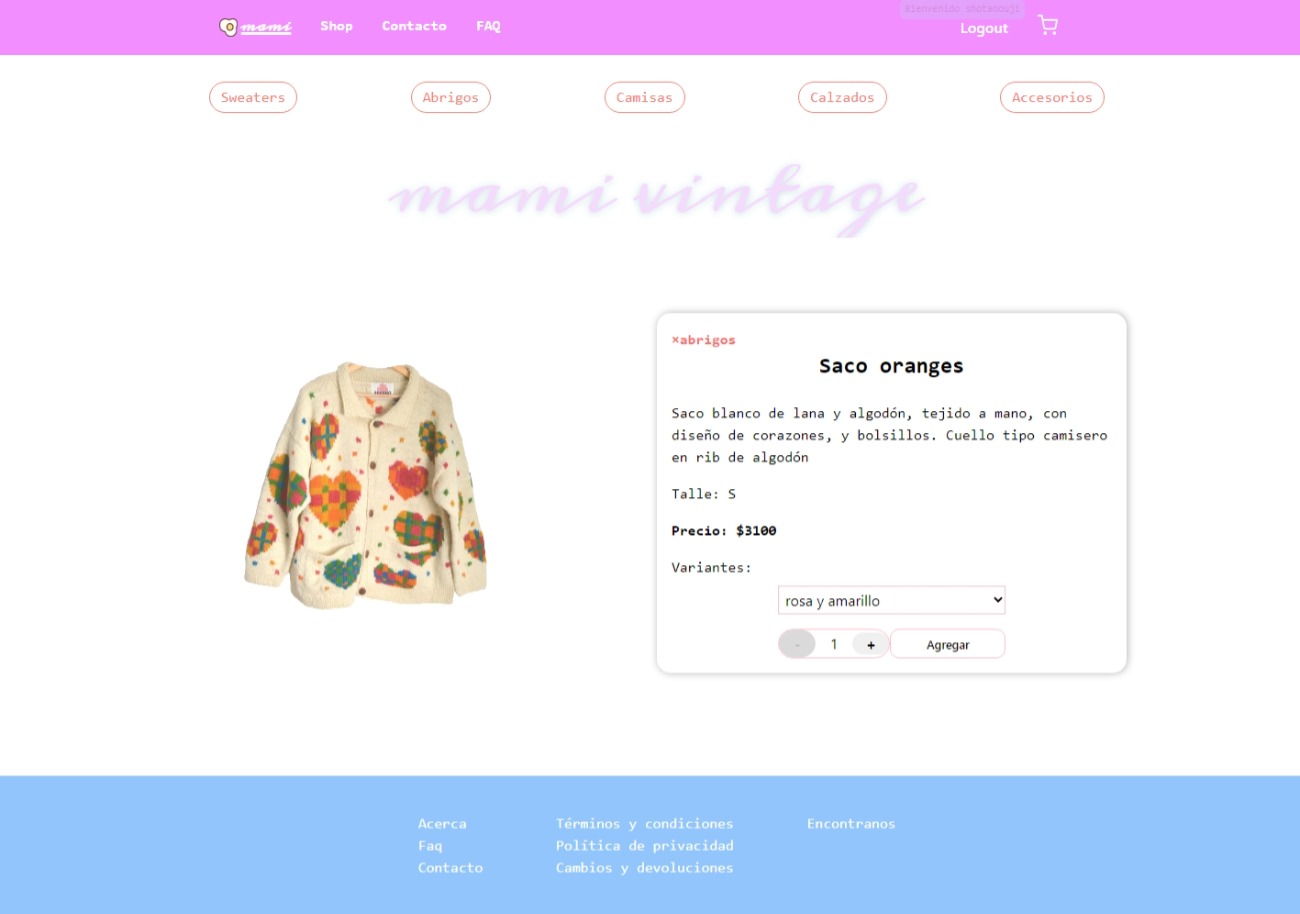 mami
Shop
Contacto
FAQ
Bienvenido shotaoouji
Logout
Sweaters
Abrigos
Camisas
Calzados
Accesorios
mami vintage
×abrigos
Saco oranges
Saco blanco de lana y algodón, tejido a mano, con
diseño de corazones, y bolsillos. Cuello tipo camisero
en rib de algodón
Talle: S
Precio: $3100
Variantes:
rosa y amarillo
- 1 + Agregar
Acerca
Faq
Contacto
Términos y condiciones
Política de privacidad
Cambios y devoluciones
Encontranos